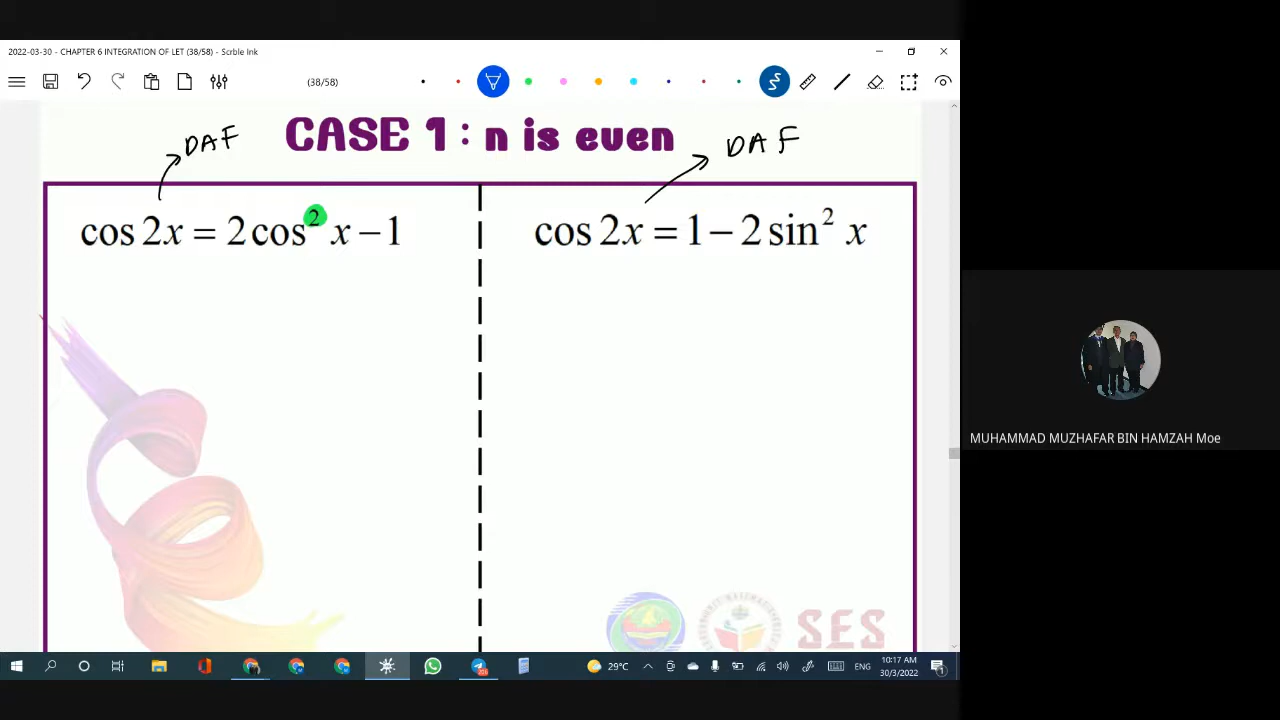 2022-03-30 - CHAPTER 6 INTEGRATION OF LET (38/58) - Scrble Ink
(38/58)
CASE 1 : n is even
DAF
DAF
cos 2x = 2 cos² x − 1
cos 2x = 1 − 2 sin² x
SES
MUHAMMAD MUZHAFAR BIN HAMZAH Moe
29°C
ENG
10:17 AM
30/3/2022
1